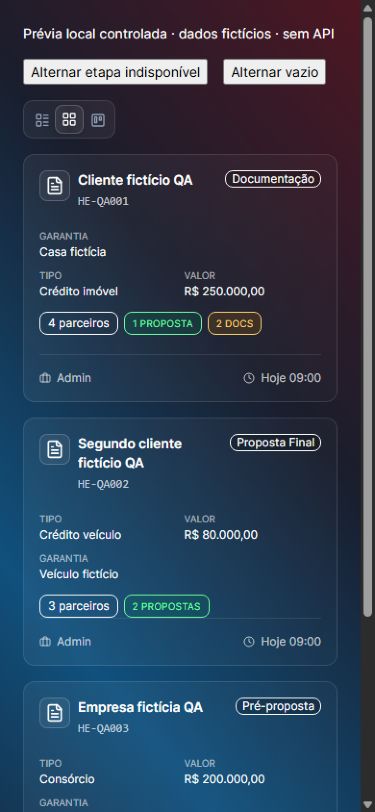 Prévia local controlada · dados fictícios · sem API
Alternar etapa indisponível Alternar vazio
Cliente fictício QA Documentação
HE-QA001
GARANTIA
Casa fictícia
TIPO VALOR
Crédito imóvel R$ 250.000,00
4 parceiros 1 PROPOSTA 2 DOCS
Admin Hoje 09:00
Segundo cliente Proposta Final
fictício QA
HE-QA002
TIPO VALOR
Crédito veículo R$ 80.000,00
GARANTIA
Veículo fictício
3 parceiros 2 PROPOSTAS
Admin Hoje 09:00
Empresa fictícia QA Pré-proposta
HE-QA003
TIPO VALOR
Consórcio R$ 200.000,00
GARANTIA